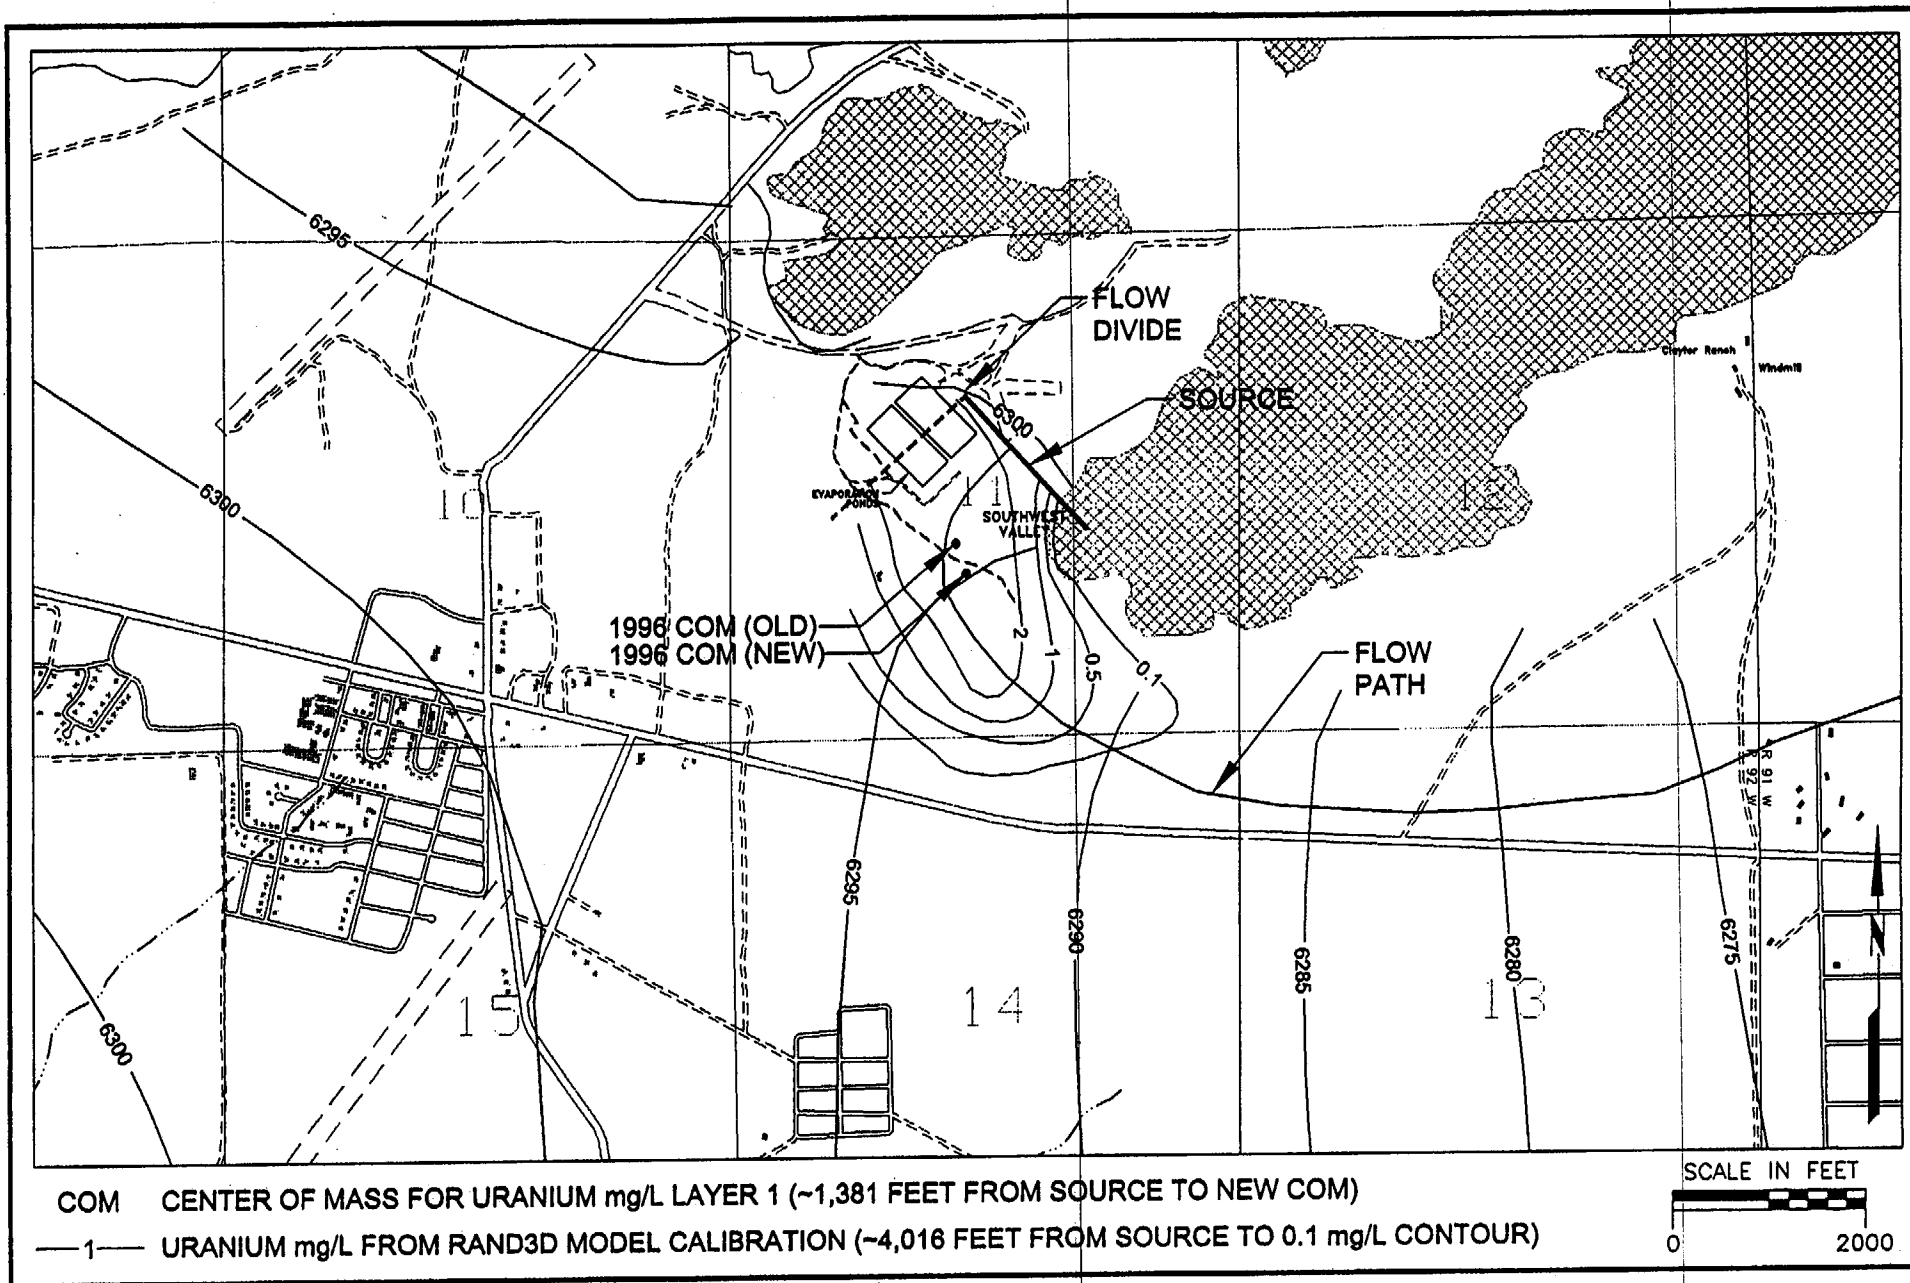 6295
FLOW
DIVIDE
Clayter Ranch
Windmill
SOURCE
6300
6300
10
11
12
EVAPORATION
PONDS
SOUTHWEST
VALLEY
1996 COM (OLD)
1996 COM (NEW)
2
1
0.5
0.1
FLOW
PATH
R 92 W
R 91 W
6295
6290
6285
6280
6275
N
6300
15
14
13
COM CENTER OF MASS FOR URANIUM mg/L LAYER 1 (~1,381 FEET FROM SOURCE TO NEW COM)
—1— URANIUM mg/L FROM RAND3D MODEL CALIBRATION (~4,016 FEET FROM SOURCE TO 0.1 mg/L CONTOUR)
SCALE IN FEET
0 2000